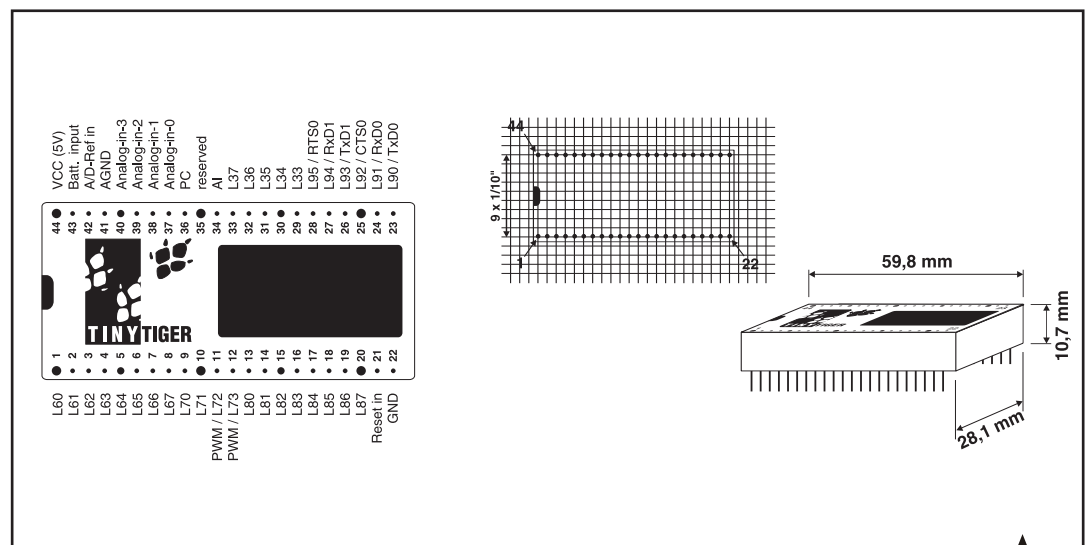 VCC (5V)
Batt. input
A/D-Ref in
AGND
Analog-in-3
Analog-in-2
Analog-in-1
Analog-in-0
PC
reserved
AI
L37
L36
L35
L34
L33
L95 / RTS0
L94 / RxD1
L93 / TxD1
L92 / CTS0
L91 / RxD0
L90 / TxD0
44 43 42 41 40 39 38 37 36 35 34 33 32 31 30 29 28 27 26 25 24 23
TINYTIGER
1 2 3 4 5 6 7 8 9 10 11 12 13 14 15 16 17 18 19 20 21 22
L60
L61
L62
L63
L64
L65
L66
L67
L70
L71
PWM / L72
PWM / L73
L80
L81
L82
L83
L84
L85
L86
L87
Reset in
GND
44
9 x 1/10"
1
22
59,8 mm
10,7 mm
28,1 mm
TINYTIGER